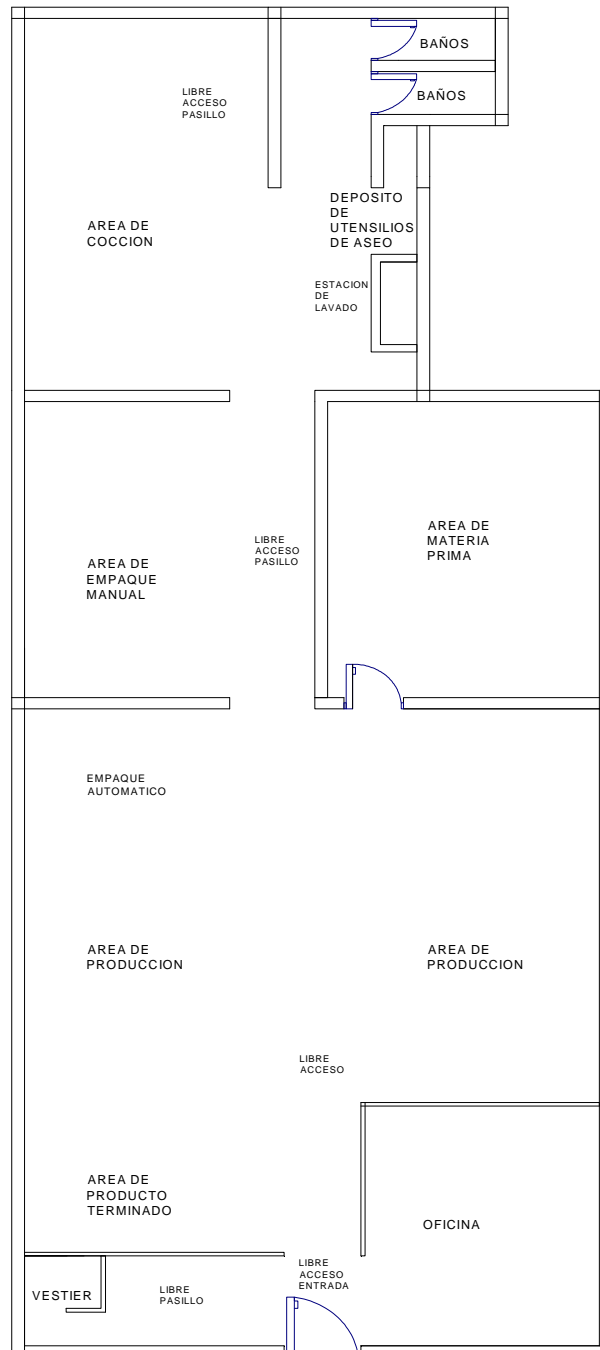 BAÑOS
BAÑOS
LIBRE
ACCESO
PASILLO
DEPOSITO
DE
UTENSILIOS
DE ASEO
AREA DE
COCCION
ESTACION
DE
LAVADO
AREA DE
MATERIA
PRIMA
LIBRE
ACCESO
PASILLO
AREA DE
EMPAQUE
MANUAL
EMPAQUE
AUTOMATICO
AREA DE
PRODUCCION
AREA DE
PRODUCCION
LIBRE
ACCESO
AREA DE
PRODUCTO
TERMINADO
OFICINA
LIBRE
ACCESO
ENTRADA
VESTIER
LIBRE
PASILLO